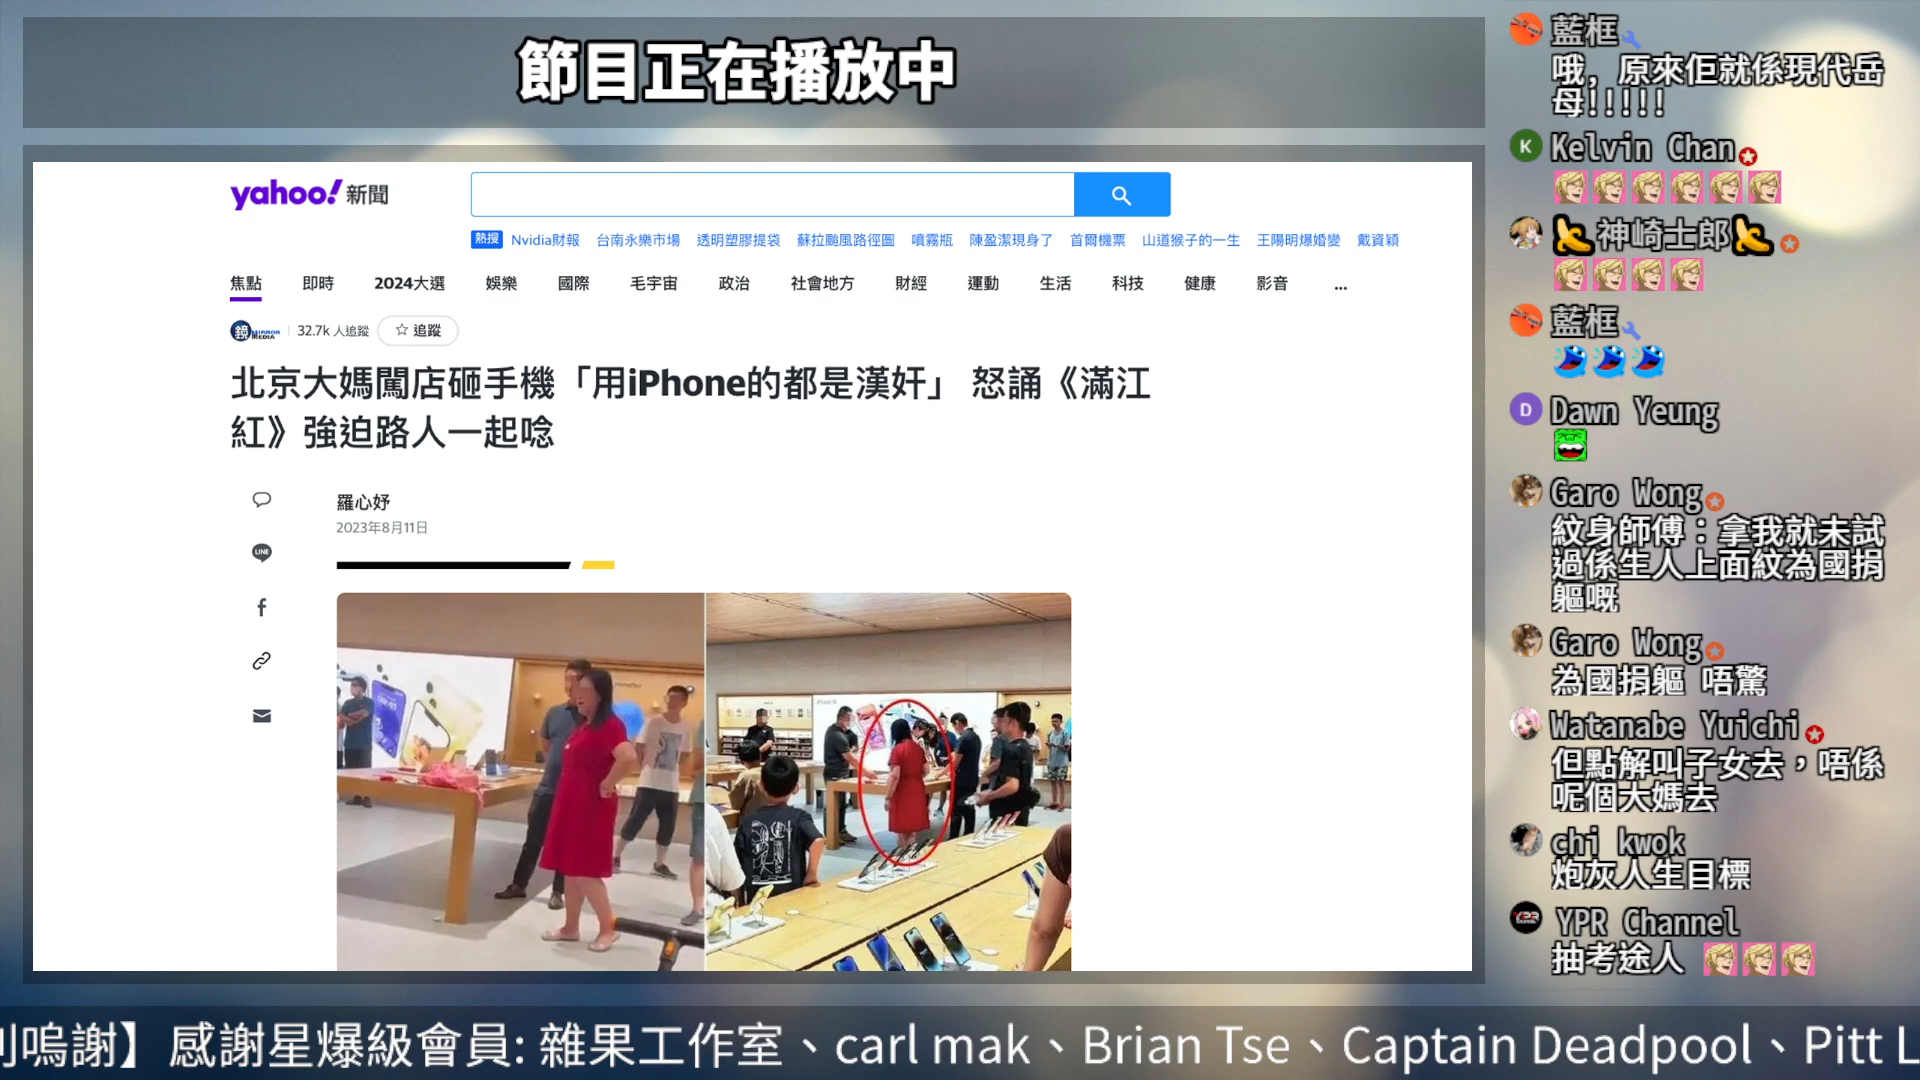 節目正在播放中
yahoo!新聞
熱搜 Nvidia財報 台南永樂市場 透明塑膠提袋 蘇拉颱風路徑圖 噴霧瓶 陳盈潔現身了 首爾機票 山道猴子的一生 王陽明爆婚變 戴資穎
焦點 即時 2024大選 娛樂 國際 毛宇宙 政治 社會地方 財經 運動 生活 科技 健康 影音 ...
鏡 MIRROR MEDIA 32.7k 人追蹤 追蹤
北京大媽闖店砸手機「用iPhone的都是漢奸」 怒誦《滿江
紅》強迫路人一起唸
羅心妤
2023年8月11日
LINE
藍框
哦，原來佢就係現代岳
母!!!!!
K Kelvin Chan
神崎士郎
藍框
D Dawn Yeung
Garo Wong
紋身師傅：拿我就未試
過係生人上面紋為國捐
軀嘅
Garo Wong
為國捐軀 唔驚
Watanabe Yuichi
但點解叫子女去，唔係
呢個大媽去
chi kwok
炮灰人生目標
YPR YPR Channel
抽考途人
嗚謝】感謝星爆級會員: 雜果工作室、carl mak、Brian Tse、Captain Deadpool、Pitt L